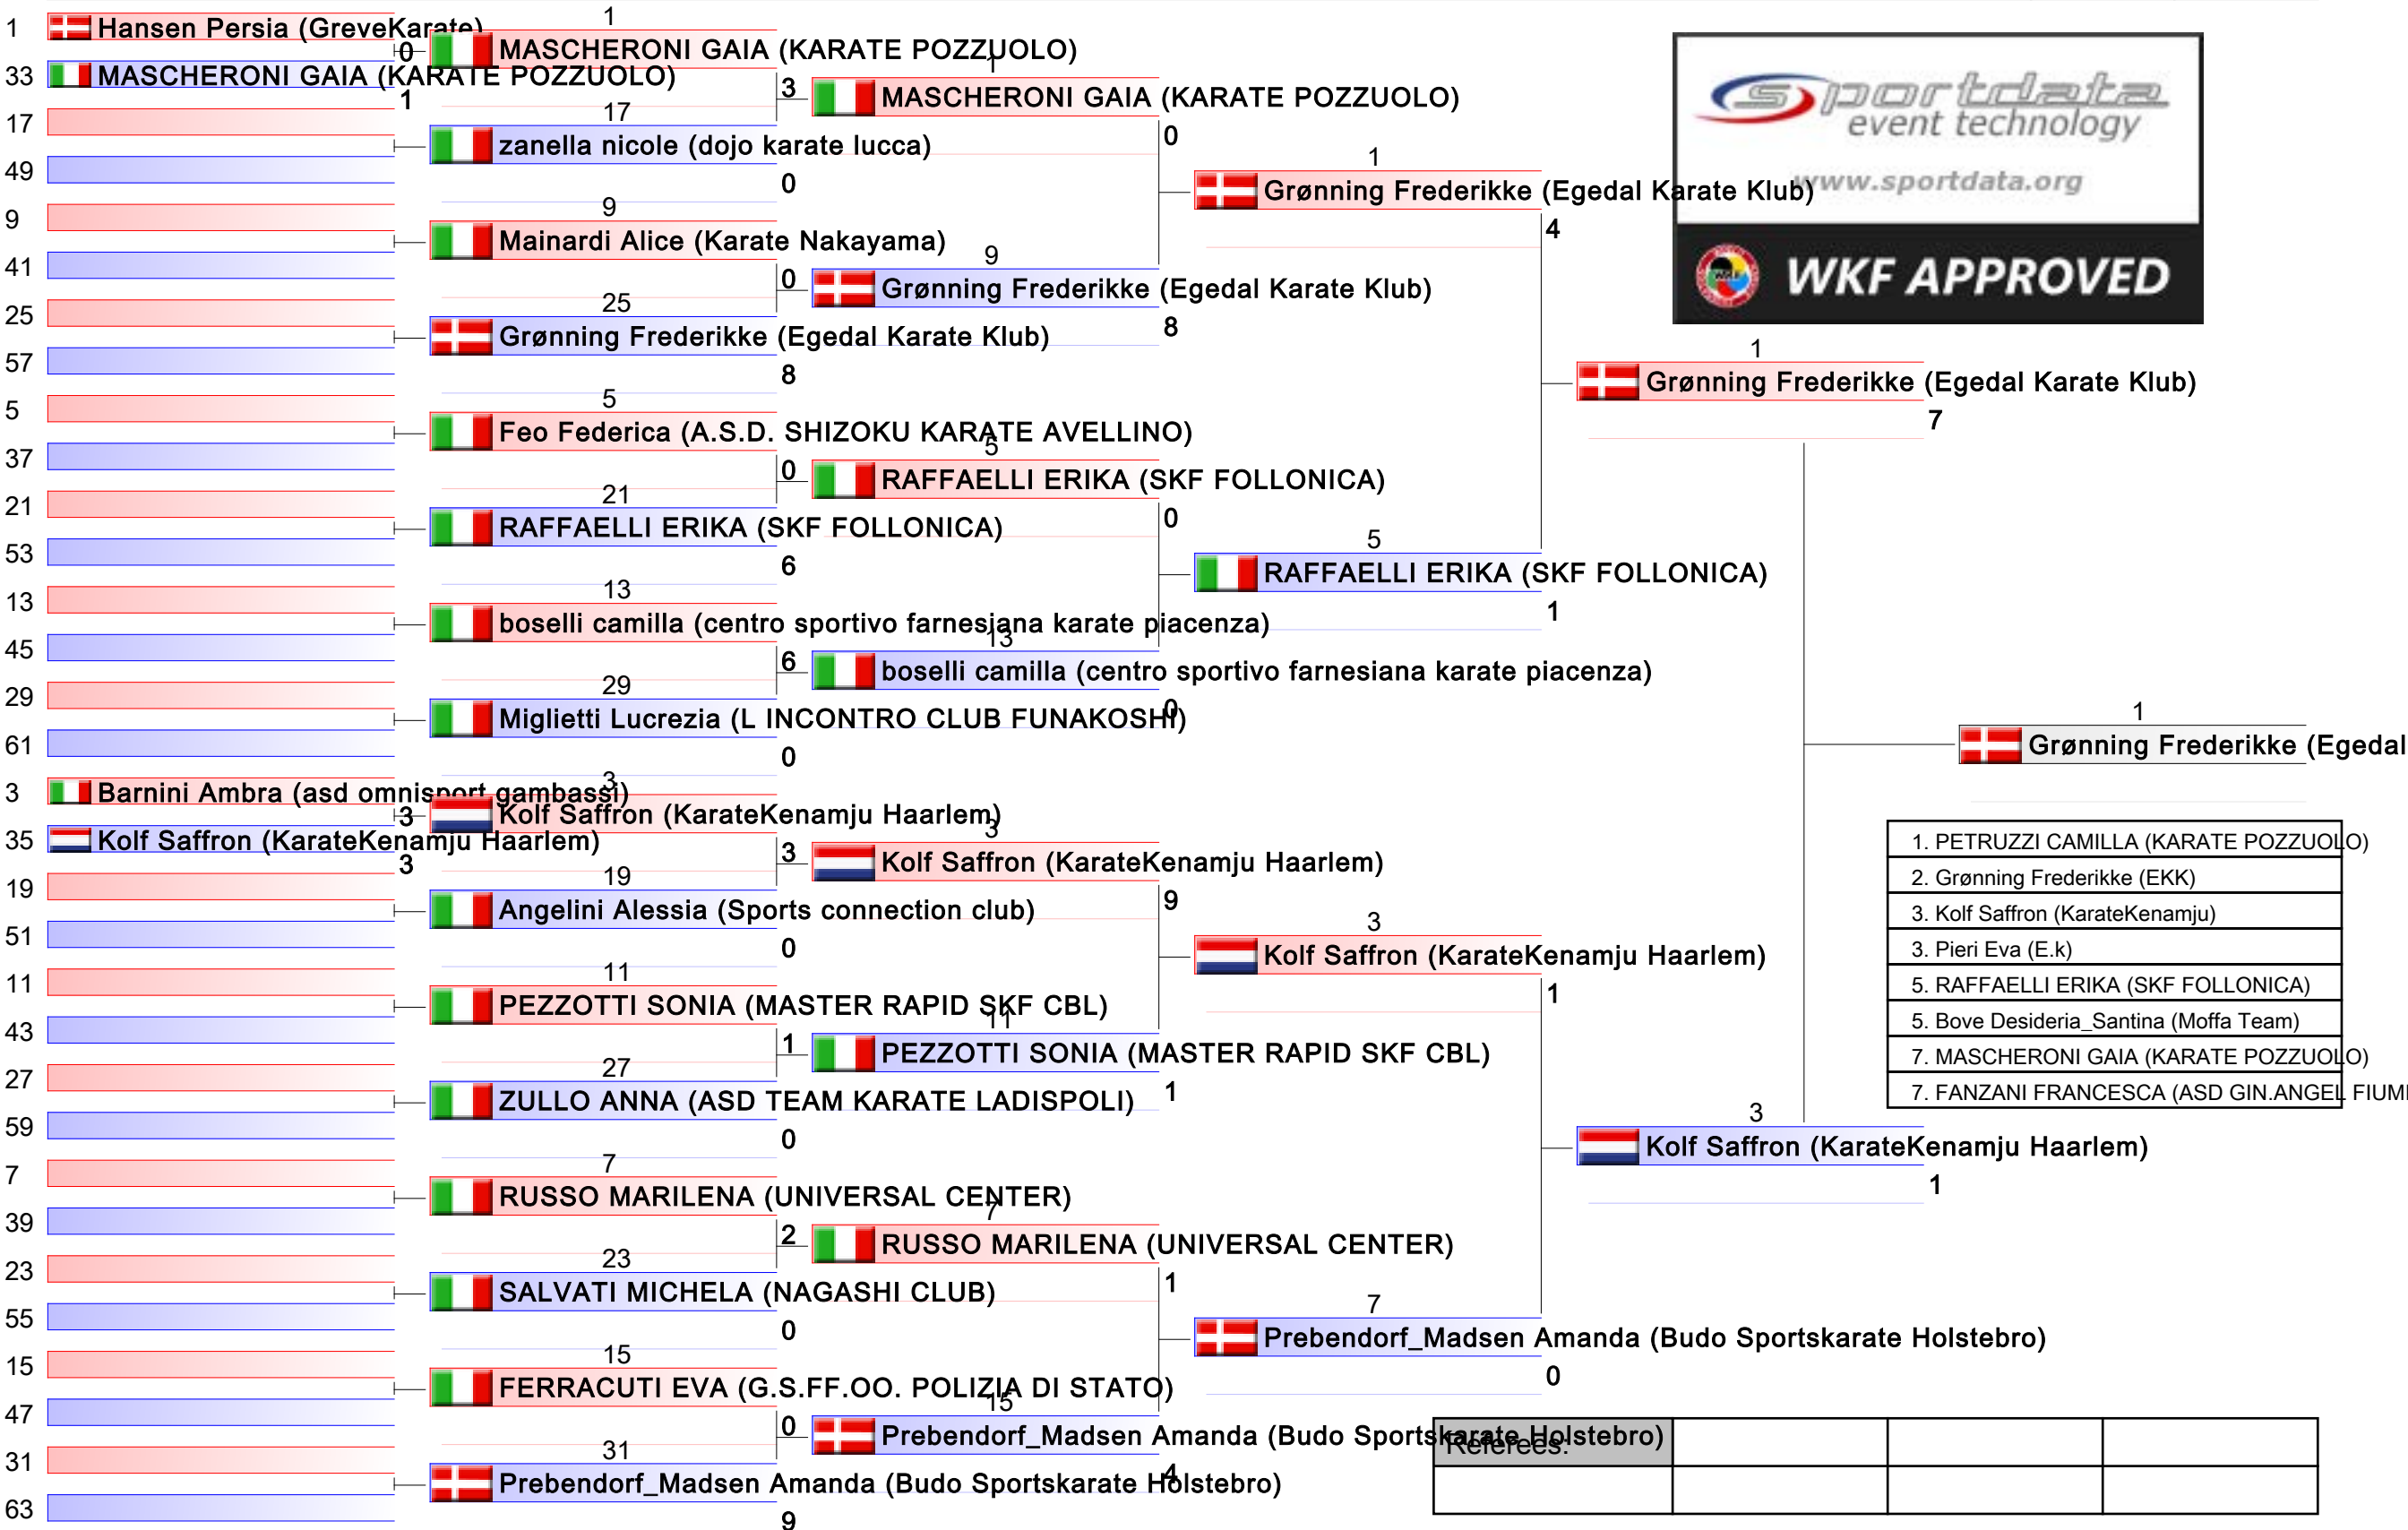 1 Hansen Persia (GreveKarate)
0
33 MASCHERONI GAIA (KARATE POZZUOLO)
1
17
49
9
41
25
57
5
37
21
53
13
45
29
61
3 Barnini Ambra (asd omnisport gambassi)
3
35 Kolf Saffron (KarateKenamju Haarlem)
3
19
51
11
43
27
59
7
39
23
55
15
47
31
63
1
MASCHERONI GAIA (KARATE POZZUOLO)
3
17
zanella nicole (dojo karate lucca)
0
9
Mainardi Alice (Karate Nakayama)
0
25
Grønning Frederikke (Egedal Karate Klub)
8
5
Feo Federica (A.S.D. SHIZOKU KARATE AVELLINO)
0
21
RAFFAELLI ERIKA (SKF FOLLONICA)
6
13
boselli camilla (centro sportivo farnesiana karate piacenza)
6
29
Miglietti Lucrezia (L INCONTRO CLUB FUNAKOSHI)
0
3
Kolf Saffron (KarateKenamju Haarlem)
3
19
Angelini Alessia (Sports connection club)
0
11
PEZZOTTI SONIA (MASTER RAPID SKF CBL)
1
27
ZULLO ANNA (ASD TEAM KARATE LADISPOLI)
0
7
RUSSO MARILENA (UNIVERSAL CENTER)
2
23
SALVATI MICHELA (NAGASHI CLUB)
0
15
FERRACUTI EVA (G.S.FF.OO. POLIZIA DI STATO)
0
31
Prebendorf_Madsen Amanda (Budo Sportskarate Holstebro)
9
1
MASCHERONI GAIA (KARATE POZZUOLO)
0
9
Grønning Frederikke (Egedal Karate Klub)
8
5
RAFFAELLI ERIKA (SKF FOLLONICA)
0
13
boselli camilla (centro sportivo farnesiana karate piacenza)
0
3
Kolf Saffron (KarateKenamju Haarlem)
9
11
PEZZOTTI SONIA (MASTER RAPID SKF CBL)
1
7
RUSSO MARILENA (UNIVERSAL CENTER)
1
15
Prebendorf_Madsen Amanda (Budo Sportskarate Holstebro)
4
1
Grønning Frederikke (Egedal Karate Klub)
4
5
RAFFAELLI ERIKA (SKF FOLLONICA)
1
3
Kolf Saffron (KarateKenamju Haarlem)
1
7
Prebendorf_Madsen Amanda (Budo Sportskarate Holstebro)
0
1
Grønning Frederikke (Egedal Karate Klub)
7
3
Kolf Saffron (KarateKenamju Haarlem)
1
1
Grønning Frederikke (Egedal
sportdata
event technology
www.sportdata.org
WKF APPROVED
1. PETRUZZI CAMILLA (KARATE POZZUOLO)
2. Grønning Frederikke (EKK)
3. Kolf Saffron (KarateKenamju)
3. Pieri Eva (E.k)
5. RAFFAELLI ERIKA (SKF FOLLONICA)
5. Bove Desideria_Santina (Moffa Team)
7. MASCHERONI GAIA (KARATE POZZUOLO)
7. FANZANI FRANCESCA (ASD GIN.ANGEL FIUMI
Referees: